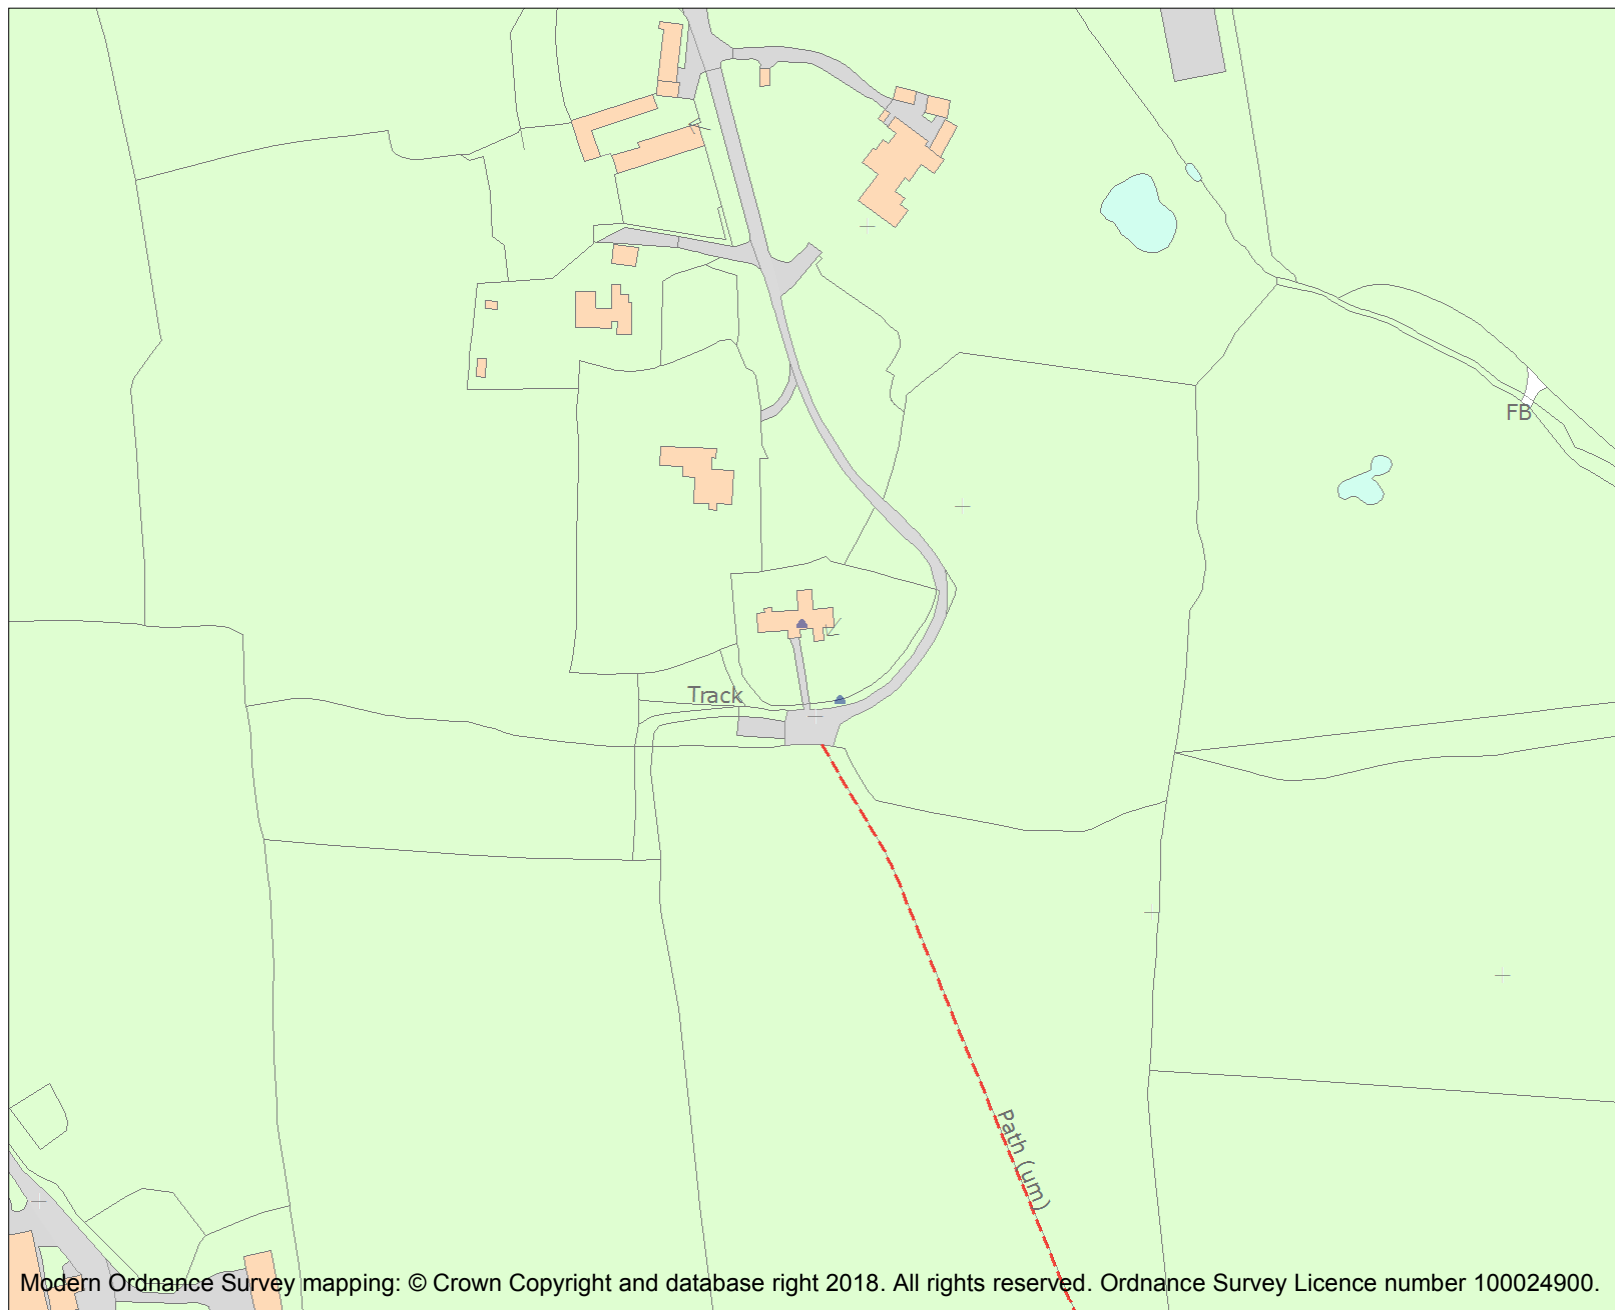 FB
Track
Path (um)
Modern Ordnance Survey mapping: © Crown Copyright and database right 2018. All rights reserved. Ordnance Survey Licence number 100024900.